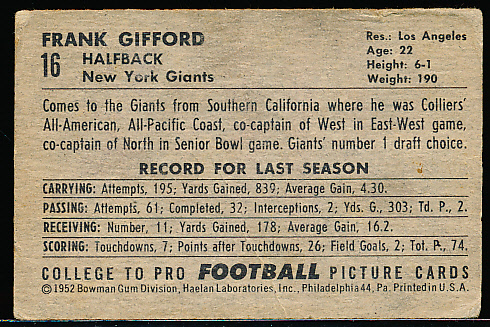 FRANK GIFFORD
16 HALFBACK
New York Giants
Res.: Los Angeles
Age: 22
Height: 6-1
Weight: 190
Comes to the Giants from Southern California where he was Colliers'
All-American, All-Pacific Coast, co-captain of West in East-West game,
co-captain of North in Senior Bowl game. Giants' number 1 draft choice.
RECORD FOR LAST SEASON
CARRYING: Attempts, 195; Yards Gained, 839; Average Gain, 4.30.
PASSING: Attempts, 61; Completed, 32; Interceptions, 2; Yds. G., 303; Td. P., 2.
RECEIVING: Number, 11; Yards Gained, 178; Average Gain, 16.2.
SCORING: Touchdowns, 7; Points after Touchdowns, 26; Field Goals, 2; Tot. P., 74.
COLLEGE TO PRO FOOTBALL PICTURE CARDS
© 1952 Bowman Gum Division, Haelan Laboratories, Inc., Philadelphia 44, Pa. Printed in U.S.A.